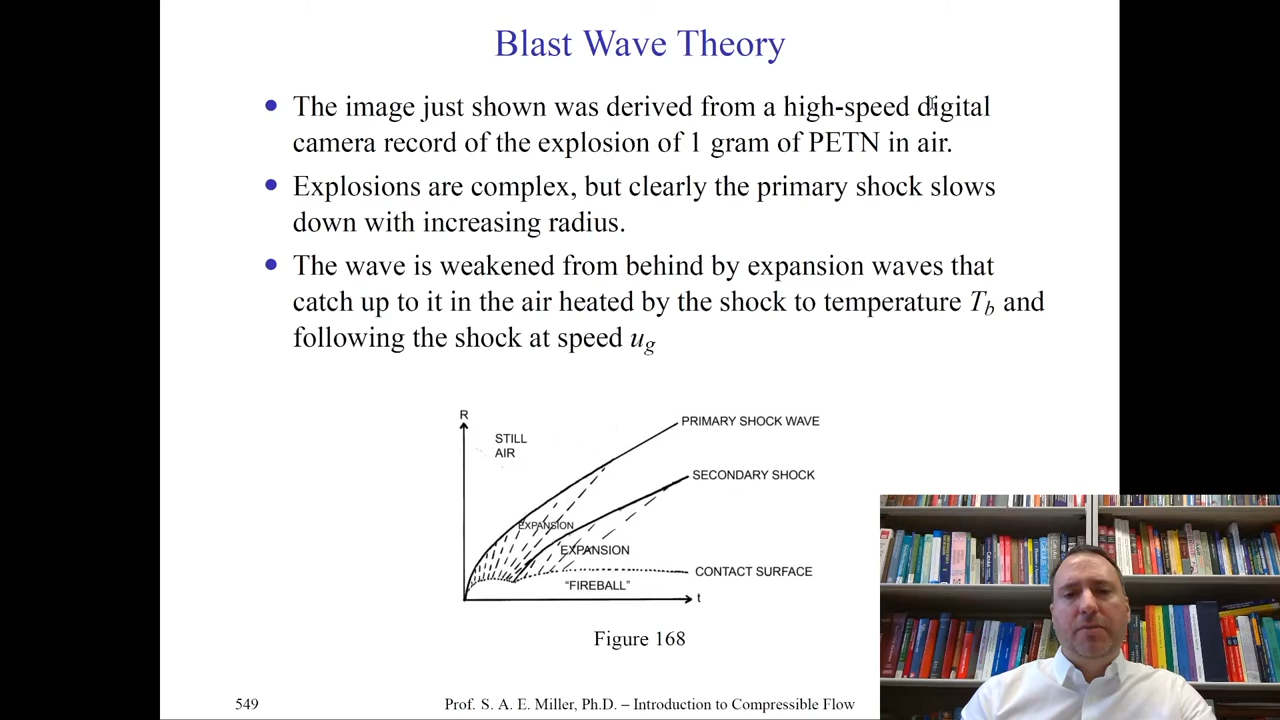 Blast Wave Theory
The image just shown was derived from a high-speed digital
camera record of the explosion of 1 gram of PETN in air.
Explosions are complex, but clearly the primary shock slows
down with increasing radius.
The wave is weakened from behind by expansion waves that
catch up to it in the air heated by the shock to temperature T_b and
following the shock at speed u_g
R
STILL
AIR
PRIMARY SHOCK WAVE
SECONDARY SHOCK
EXPANSION
EXPANSION
CONTACT SURFACE
“FIREBALL”
t
Figure 168
549
Prof. S. A. E. Miller, Ph.D. – Introduction to Compressible Flow